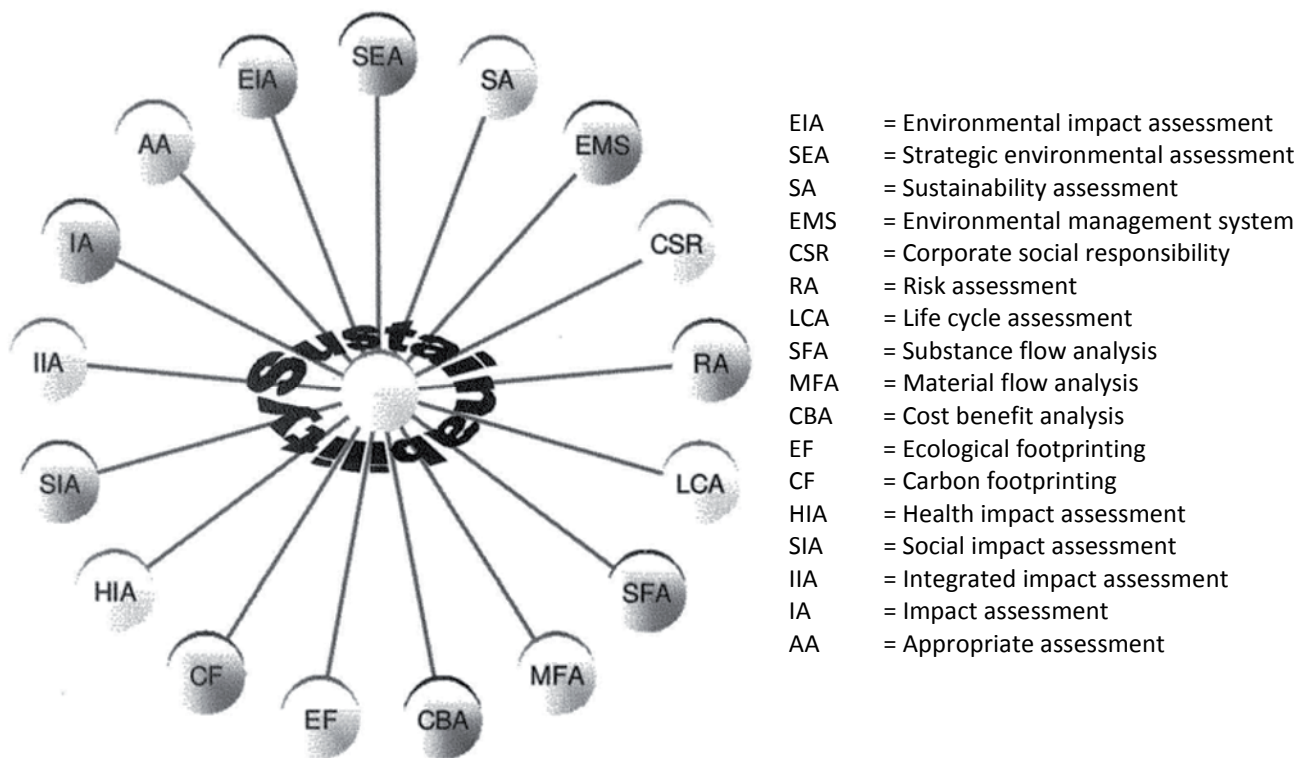 SEA
EIA
SA
AA
EMS
IA
CSR
IIA
RA
SIA
LCA
HIA
SFA
CF
MFA
EF
CBA
Sustainability
EIA = Environmental impact assessment
SEA = Strategic environmental assessment
SA = Sustainability assessment
EMS = Environmental management system
CSR = Corporate social responsibility
RA = Risk assessment
LCA = Life cycle assessment
SFA = Substance flow analysis
MFA = Material flow analysis
CBA = Cost benefit analysis
EF = Ecological footprinting
CF = Carbon footprinting
HIA = Health impact assessment
SIA = Social impact assessment
IIA = Integrated impact assessment
IA = Impact assessment
AA = Appropriate assessment